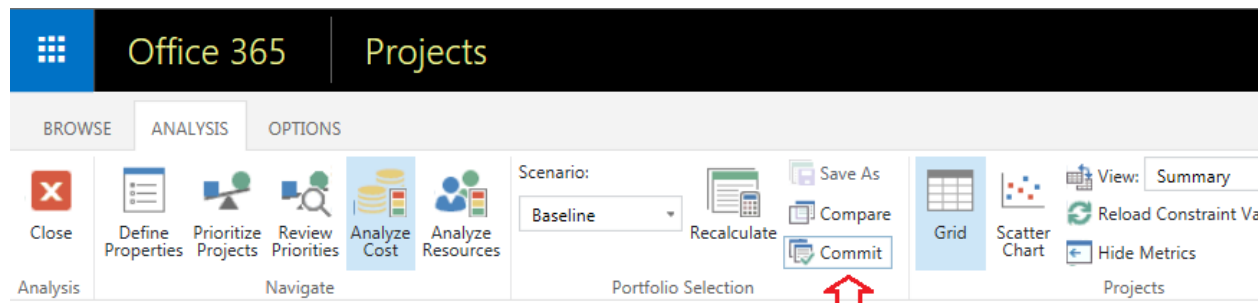 Office 365
Projects
BROWSE
ANALYSIS
OPTIONS
Close
Define
Properties
Prioritize
Projects
Review
Priorities
Analyze
Cost
Analyze
Resources
Scenario:
Baseline
Recalculate
Save As
Compare
Commit
Grid
Scatter
Chart
View: Summary
Reload Constraint Va
Hide Metrics
Analysis
Navigate
Portfolio Selection
Projects